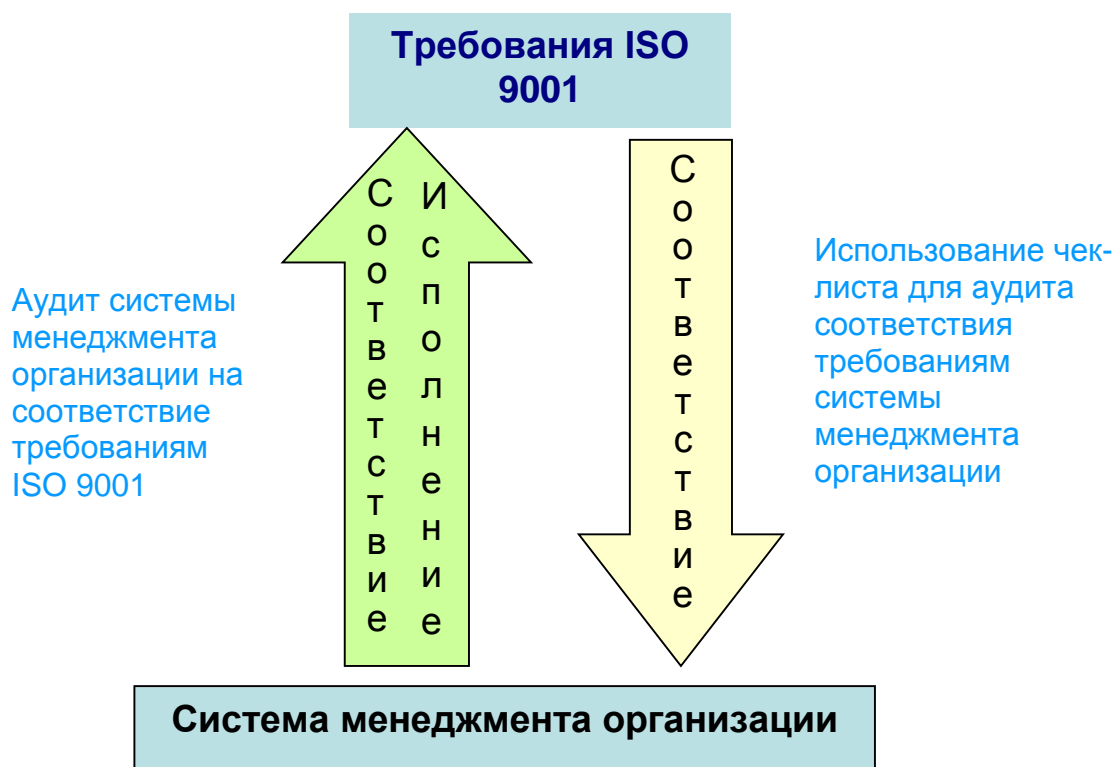 Требования ISO
9001
Соответствие
Исполнение
Соответствие
Аудит системы
менеджмента
организации на
соответствие
требованиям
ISO 9001
Использование чек-
листа для аудита
соответствия
требованиям
системы
менеджмента
организации
Система менеджмента организации